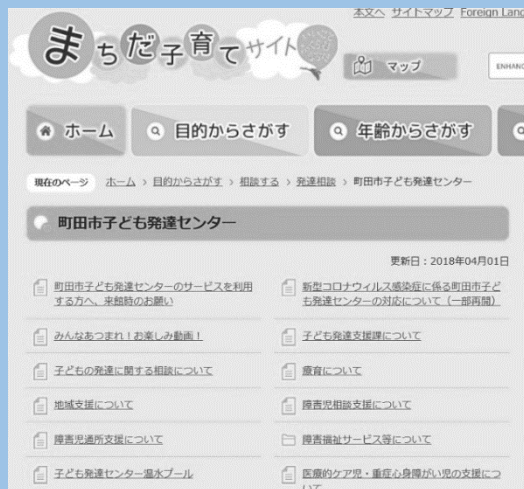 本文へ サイトマップ Foreign Lang
まちだ子育てサイト
マップ
ENHANC
ホーム
目的からさがす
年齢からさがす
現在のページ ホーム › 目的からさがす › 相談する › 発達相談 › 町田市子ども発達センター
町田市子ども発達センター
更新日：2018年04月01日
町田市子ども発達センターのサービスを利用
する方へ、来館時のお願い
新型コロナウィルス感染症に係る町田市子ど
も発達センターの対応について（一部再開）
みんなあつまれ！お楽しみ動画！
子ども発達支援課について
子どもの発達に関する相談について
療育について
地域支援について
障害児相談支援について
障害児通所支援について
障害福祉サービス等について
子ども発達センター温水プール
医療的ケア児・重症心身障がい児の支援につ
いて